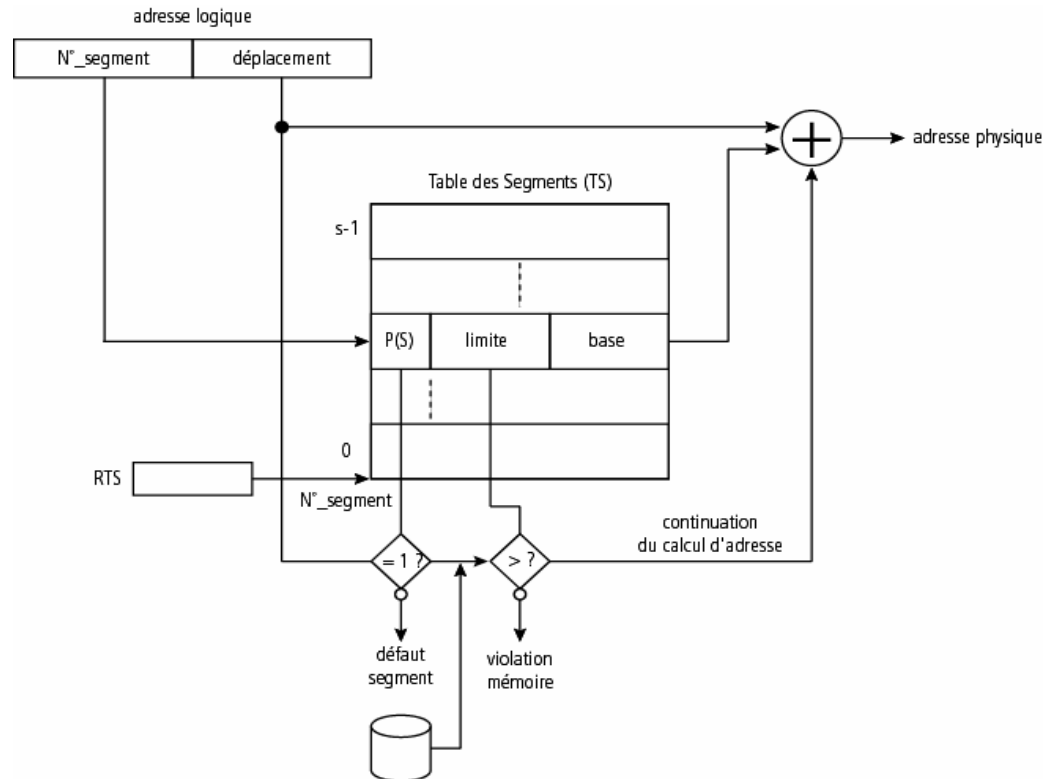 adresse logique
N°_segment
déplacement
adresse physique
Table des Segments (TS)
s-1
P(S)
limite
base
0
RTS
N°_segment
continuation
du calcul d'adresse
= 1 ?
> ?
défaut
segment
violation
mémoire